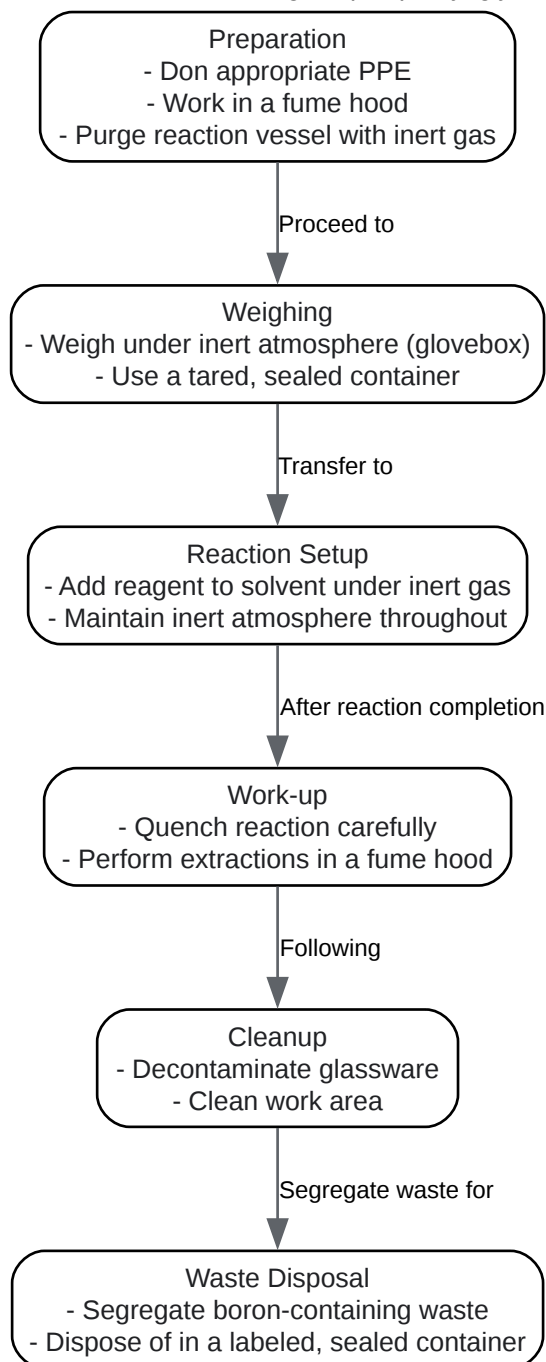 Preparation
- Don appropriate PPE
- Work in a fume hood
- Purge reaction vessel with inert gas
Proceed to
Weighing
- Weigh under inert atmosphere (glovebox)
- Use a tared, sealed container
Transfer to
Reaction Setup
- Add reagent to solvent under inert gas
- Maintain inert atmosphere throughout
After reaction completion
Work-up
- Quench reaction carefully
- Perform extractions in a fume hood
Following
Cleanup
- Decontaminate glassware
- Clean work area
Segregate waste for
Waste Disposal
- Segregate boron-containing waste
- Dispose of in a labeled, sealed container